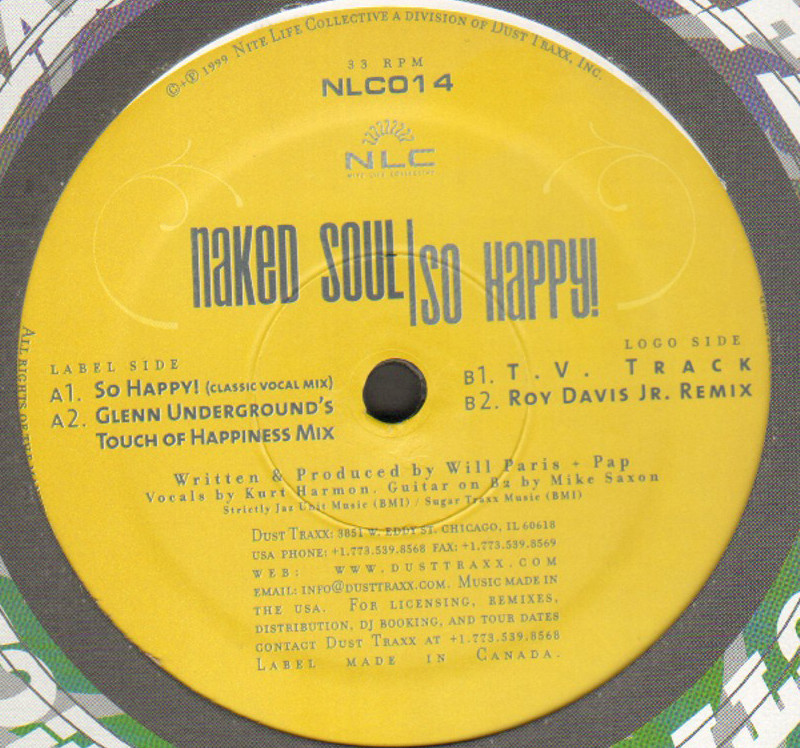 ©+℗ 1999 Nite Life Collective a division of Dust Traxx, Inc.
33 RPM
NLC014
NLC
NITE LIFE COLLECTIVE
naked soul|so happy!
LABEL SIDE
A1. So Happy! (classic vocal mix)
A2. Glenn Underground's
Touch of Happiness Mix
LOGO SIDE
B1. T.V. Track
B2. Roy Davis Jr. Remix
Written & Produced by Will Paris + Pap
Vocals by Kurt Harmon. Guitar on B2 by Mike Saxon
Strictly Jaz Unit Music (BMI) / Sugar Traxx Music (BMI)
Dust Traxx: 3851 W. Eddy St. Chicago, IL 60618
USA phone: +1.773.539.8568 fax: +1.773.539.8569
web: www.dusttraxx.com
email: info@dusttraxx.com. Music made in
the USA. For licensing, remixes,
distribution, DJ booking, and tour dates
contact Dust Traxx at +1.773.539.8568
Label made in Canada.
All rights of the